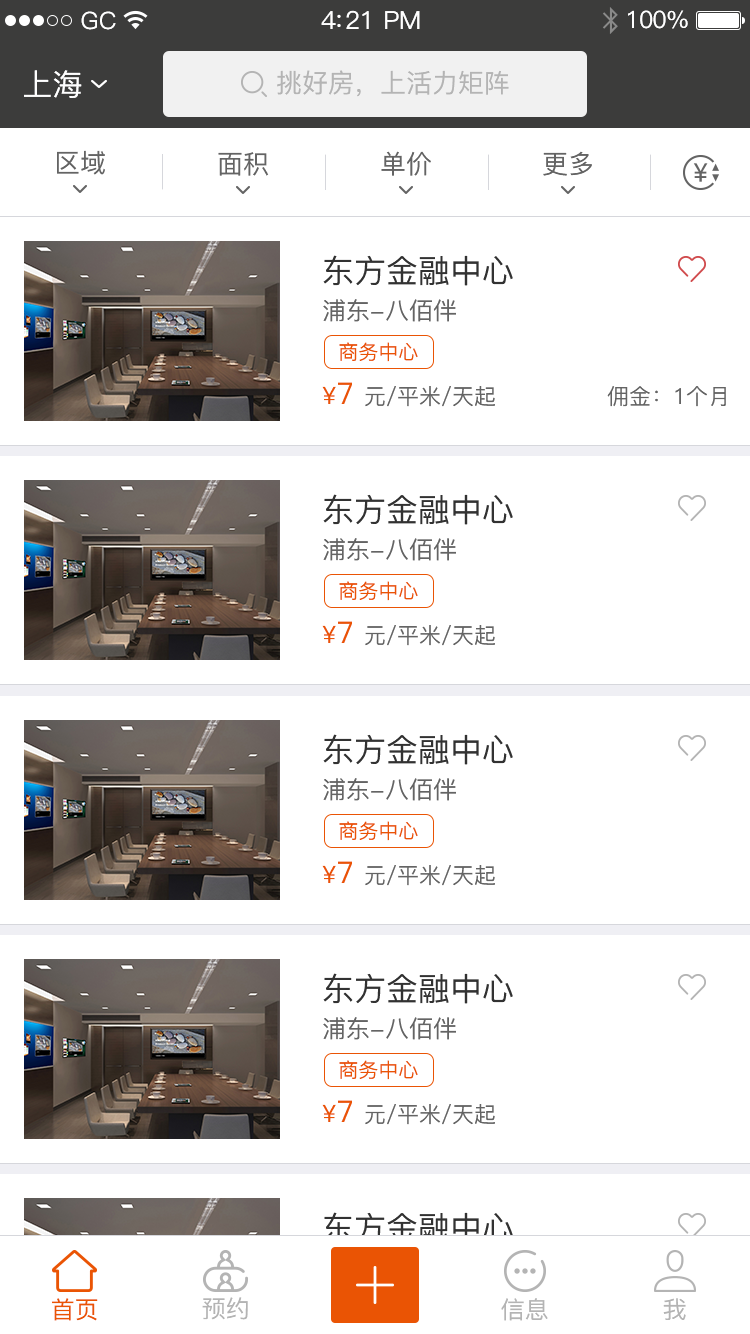 GC 4:21 PM 100%
上海 挑好房，上活力矩阵
区域 面积 单价 更多 ¥
东方金融中心
浦东-八佰伴
商务中心
¥7 元/平米/天起 佣金：1个月
东方金融中心
浦东-八佰伴
商务中心
¥7 元/平米/天起
东方金融中心
浦东-八佰伴
商务中心
¥7 元/平米/天起
东方金融中心
浦东-八佰伴
商务中心
¥7 元/平米/天起
东方金融中心
首页 预约 信息 我